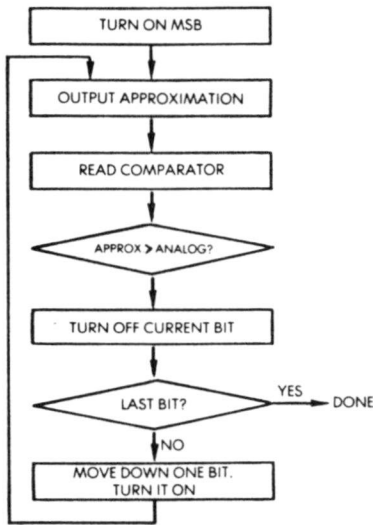 TURN ON MSB
OUTPUT APPROXIMATION
READ COMPARATOR
APPROX > ANALOG?
TURN OFF CURRENT BIT
LAST BIT?
YES
DONE
NO
MOVE DOWN ONE BIT.
TURN IT ON